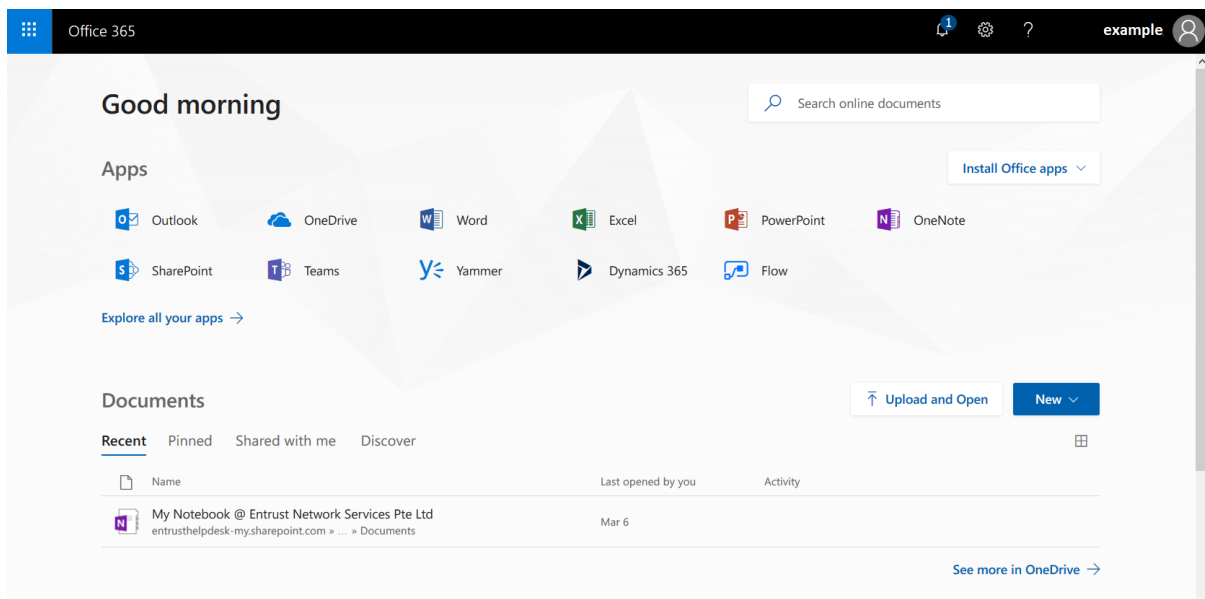 Office 365
1
?
example
Good morning
Search online documents
Apps
Install Office apps
Outlook
OneDrive
Word
Excel
PowerPoint
OneNote
SharePoint
Teams
Yammer
Dynamics 365
Flow
Explore all your apps
Documents
Upload and Open
New
Recent
Pinned
Shared with me
Discover
Name
Last opened by you
Activity
My Notebook @ Entrust Network Services Pte Ltd
Mar 6
entrusthelpdesk-my.sharepoint.com » ... » Documents
See more in OneDrive